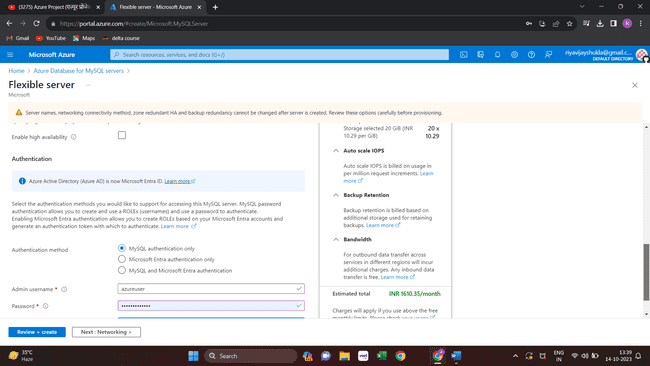 Flexible server - Microsoft Azure
https://portal.azure.com/#create/Microsoft.MySQLServer
Gmail
YouTube
Maps
delta course
Microsoft Azure
Search resources, services, and docs (G+/)
riyavijayshukla@gmail.c...
DEFAULT DIRECTORY
Home > Azure Database for MySQL servers >
Flexible server ...
Microsoft
Server names, networking connectivity method, zone redundant HA and backup redundancy cannot be changed after server is created. Review these options carefully before provisioning.
Enable high availability
Authentication
Azure Active Directory (Azure AD) is now Microsoft Entra ID. Learn more
Select the authentication methods you would like to support for accessing this MySQL server. MySQL password
authentication allows you to create and use a ROLEs (usernames) and use a password to authenticate.
Enabling Microsoft Entra authentication allows you to create ROLEs based on your Microsoft Entra accounts and
generate an authentication token with which to authenticate. Learn more
Authentication method
MySQL authentication only
Microsoft Entra authentication only
MySQL and Microsoft Entra authentication
Admin username *
azureuser
Password *
Storage selected 20 GiB (INR
10.29 per GiB)
20 x
10.29
Auto scale IOPS
Auto scale IOPS is billed on usage in
per million request increments. Learn
more
Backup Retention
Backup retention is billed based on
additional storage used for retaining
backups. Learn more
Bandwidth
For outbound data transfer across
services in different regions will incur
additional charges. Any inbound data
transfer is free. Learn more
Estimated total
INR 1610.35/month
Charges will apply if you use above the free
Review + create
Next : Networking >
35°C
Haze
Search
ENG
IN
13:39
14-10-2023